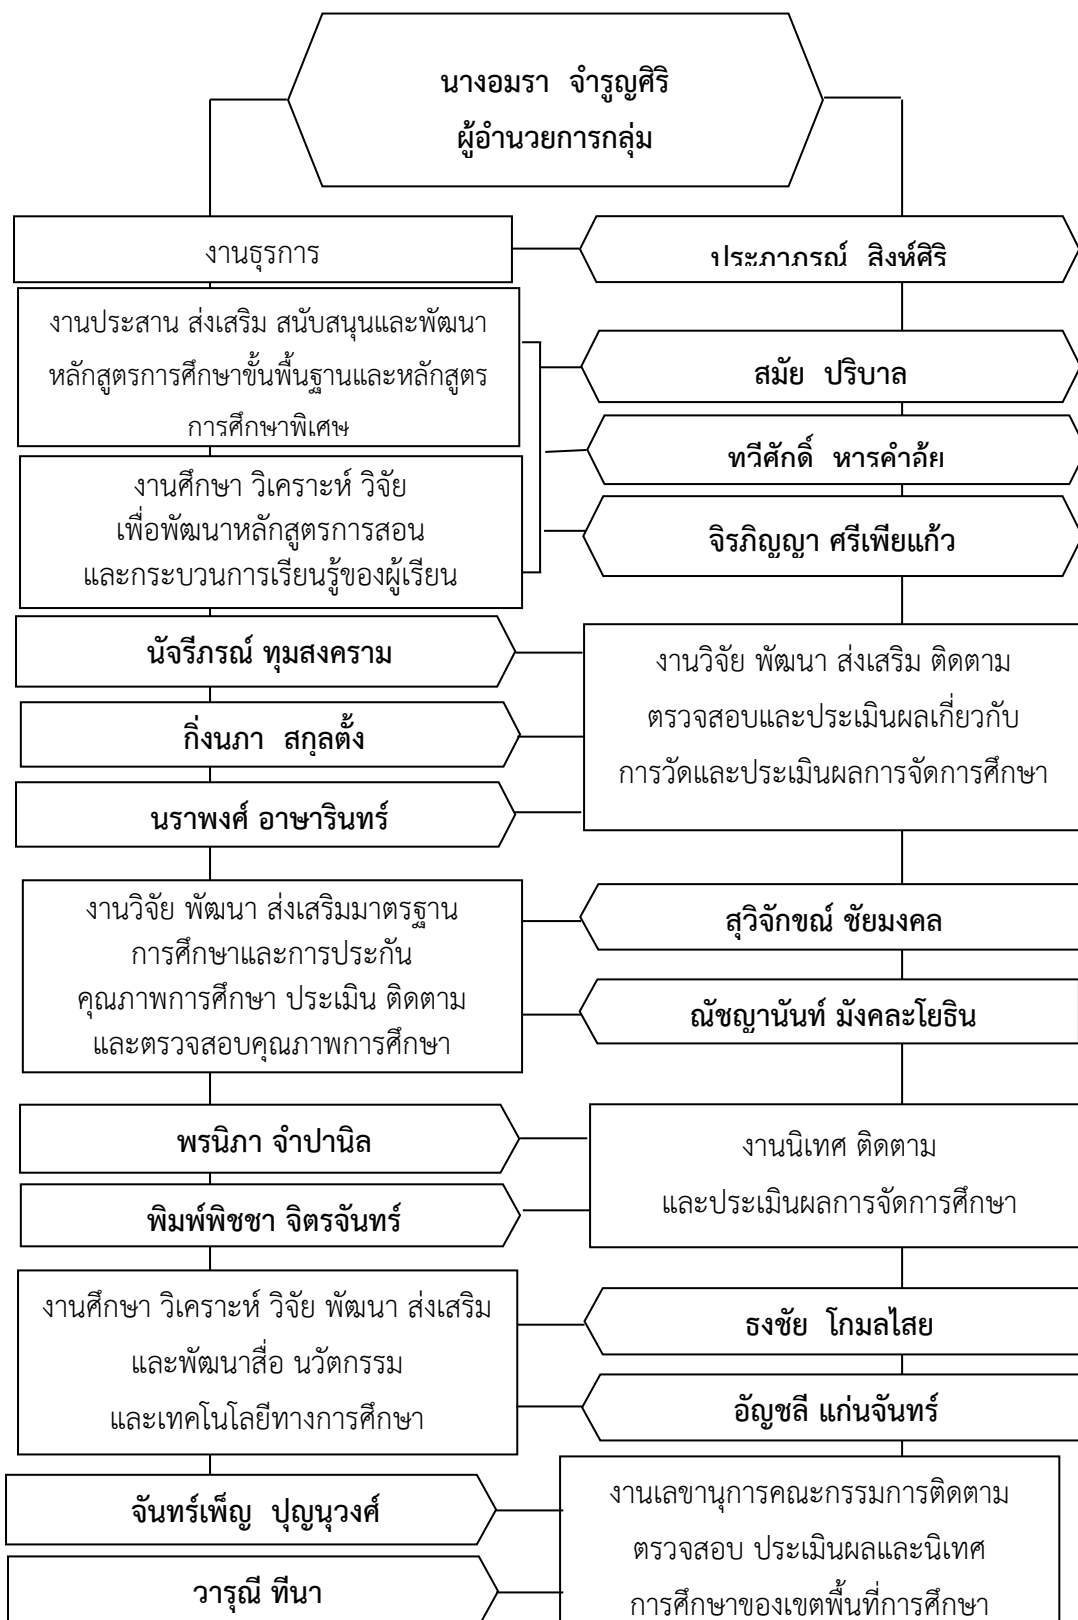 นางอมรา  จำรูญศิริ
ผู้อำนวยการกลุ่ม
งานธุรการ
ประภาภรณ์  สิงห์ศิริ
งานประสาน ส่งเสริม สนับสนุนและพัฒนา
หลักสูตรการศึกษาขั้นพื้นฐานและหลักสูตร
การศึกษาพิเศษ
สมัย  ปริบาล
ทวีศักดิ์  หารคำอุ้ย
งานศึกษา วิเคราะห์ วิจัย
เพื่อพัฒนาหลักสูตรการสอน
และกระบวนการเรียนรู้ของผู้เรียน
จิรภิญญา ศรีเพียแก้ว
นัจรีภรณ์ ทุมสงคราม
กิ่งนภา  สกุลตั้ง
นราพงศ์ อาษารินทร์
งานวิจัย พัฒนา ส่งเสริม ติดตาม
ตรวจสอบและประเมินผลเกี่ยวกับ
การวัดและประเมินผลการจัดการศึกษา
งานวิจัย พัฒนา ส่งเสริมมาตรฐาน
การศึกษาและการประกัน
คุณภาพการศึกษา ประเมิน ติดตาม
และตรวจสอบคุณภาพการศึกษา
สุวิจักขณ์ ชัยมงคล
ณัชญานันท์ มังคละโยธิน
พรนิภา จำปานิล
พิมพ์พิชชา จิตรจันทร์
งานนิเทศ ติดตาม
และประเมินผลการจัดการศึกษา
งานศึกษา วิเคราะห์ วิจัย พัฒนา ส่งเสริม
และพัฒนาสื่อ นวัตกรรม
และเทคโนโลยีทางการศึกษา
ธงชัย  โกมลไสย
อัญชลี แก่นจันทร์
จันทร์เพ็ญ  ปุญนุวงศ์
วารุณี ทีนา
งานเลขานุการคณะกรรมการติดตาม
ตรวจสอบ ประเมินผลและนิเทศ
การศึกษาของเขตพื้นที่การศึกษา